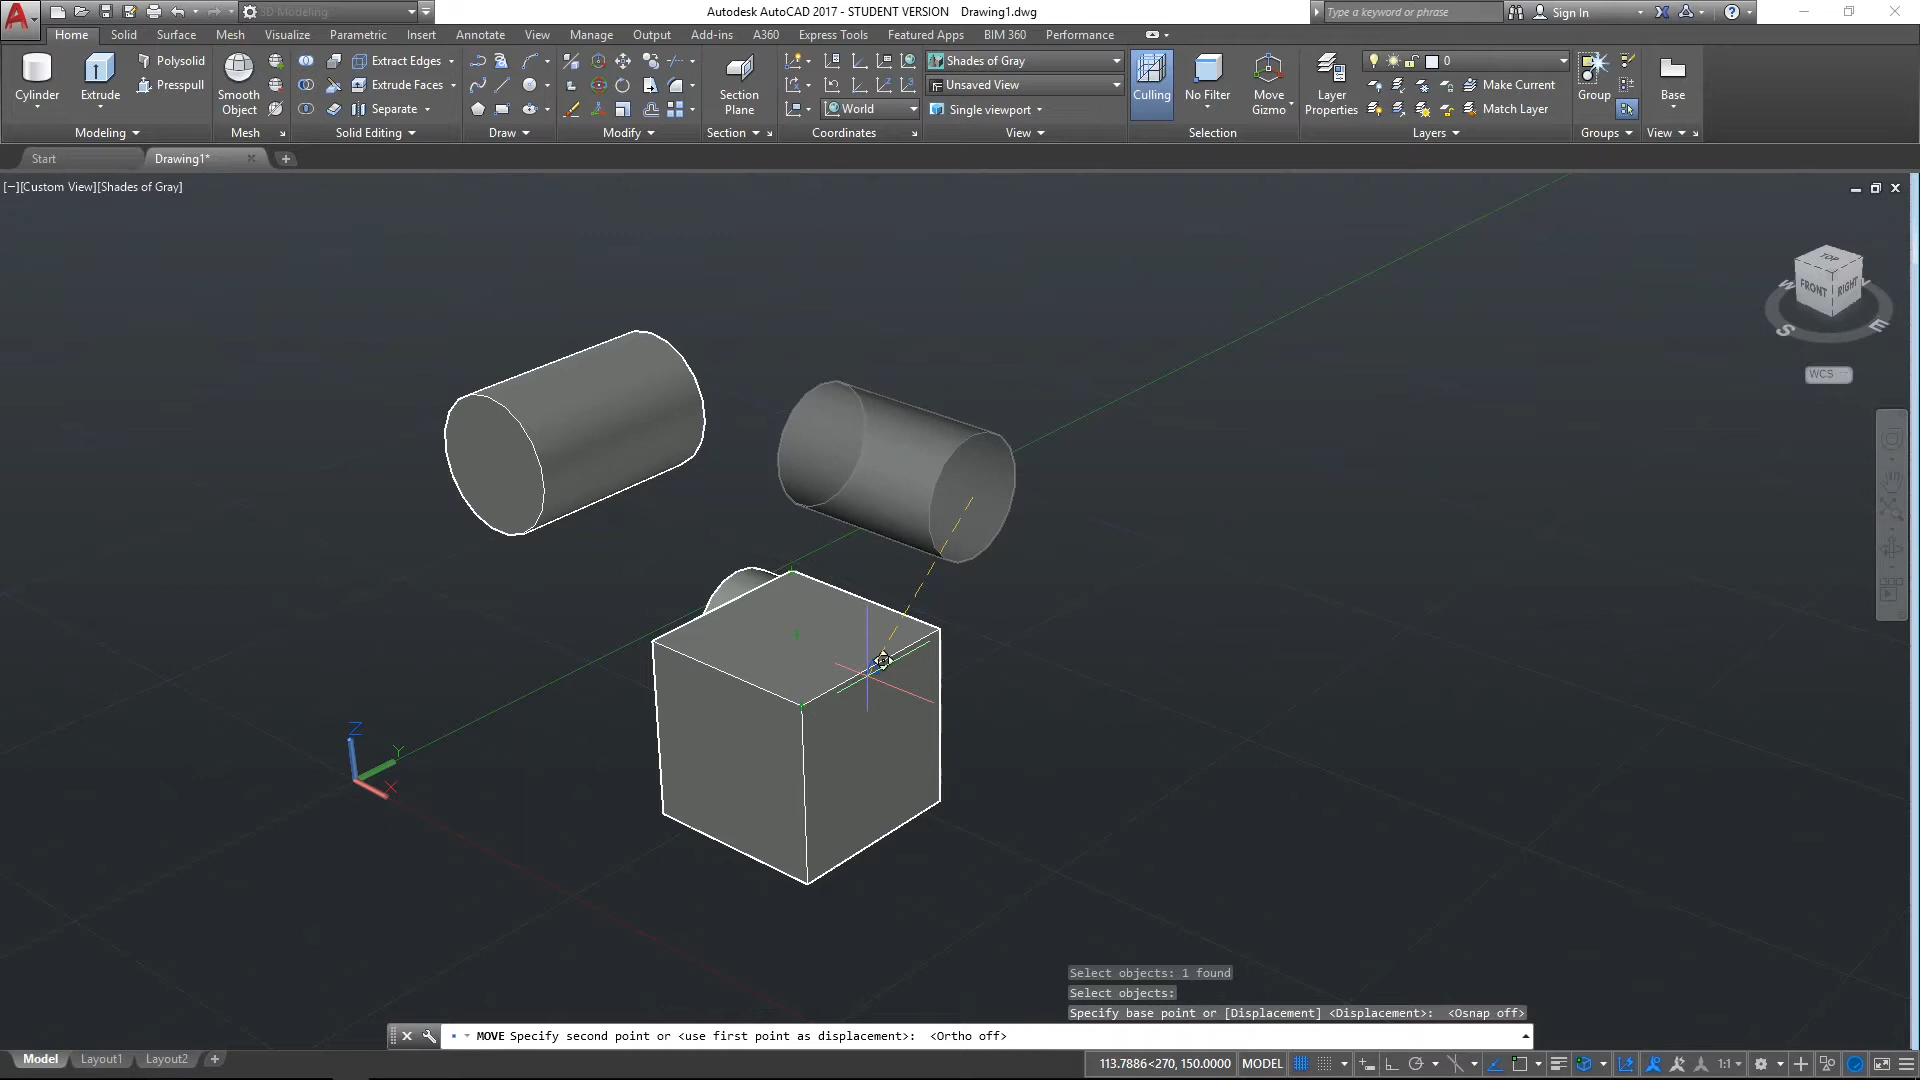 3D Modeling
Autodesk AutoCAD 2017 - STUDENT VERSION Drawing1.dwg
Type a keyword or phrase
Sign In
Home Solid Surface Mesh Visualize Parametric Insert Annotate View Manage Output Add-ins A360 Express Tools Featured Apps BIM 360 Performance
Cylinder
Extrude
Polysolid
Presspull
Modeling
Smooth
Object
Mesh
Extract Edges
Extrude Faces
Separate
Solid Editing
Draw
Modify
Section
Plane
Section
World
Coordinates
Shades of Gray
Unsaved View
Single viewport
View
Culling
No Filter
Move
Gizmo
Selection
Layer
Properties
0
Make Current
Match Layer
Layers
Group
Groups
Base
View
Start
Drawing1*
[−][Custom View][Shades of Gray]
TOP
FRONT
RIGHT
W
S
E
WCS
Z
Y
X
Select objects: 1 found
Select objects:
Specify base point or [Displacement] <Displacement>: <Osnap off>
MOVE Specify second point or <use first point as displacement>: <Ortho off>
Model Layout1 Layout2
113.7886<270, 150.0000 MODEL
1:1